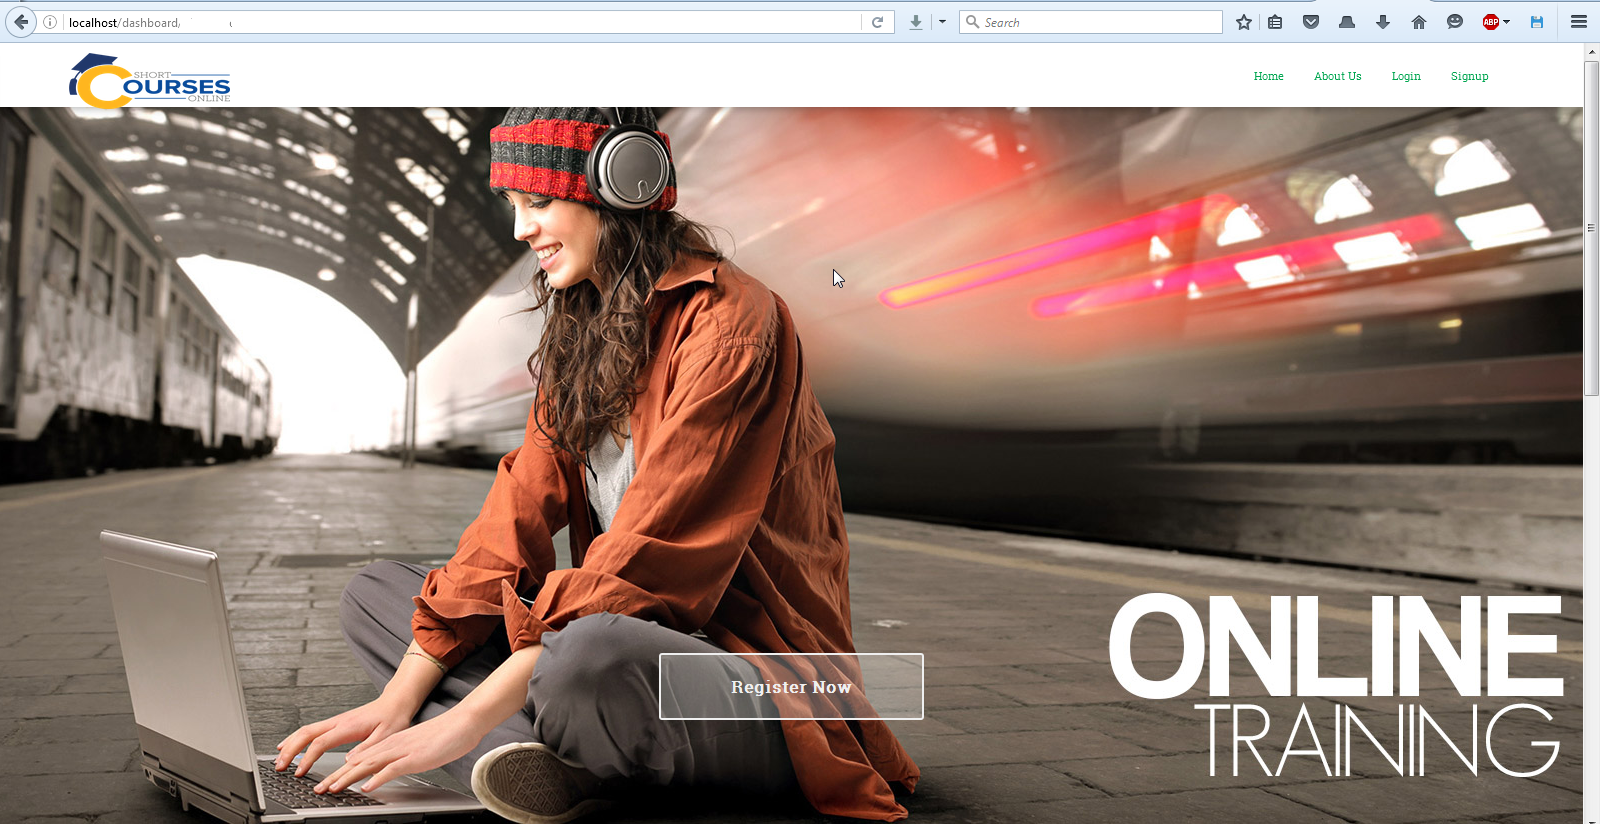 localhost/dashboard/
Search
ABP
SHORT
COURSES
ONLINE
Home About Us Login Signup
Register Now
ONLINE
TRAINING